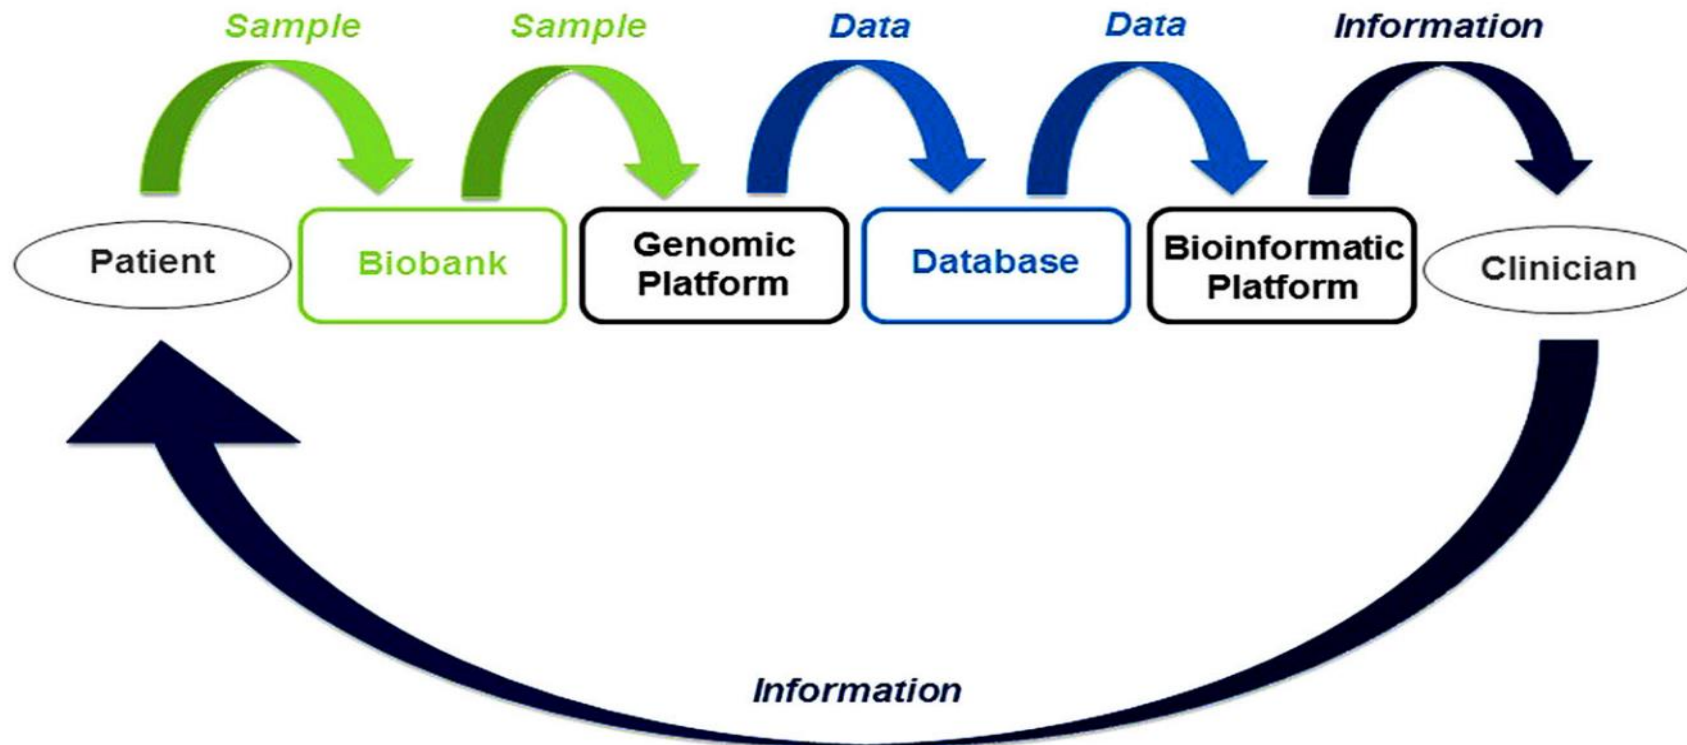 Sample
Sample
Data
Data
Information
Patient
Biobank
Genomic
Platform
Database
Bioinformatic
Platform
Clinician
Information